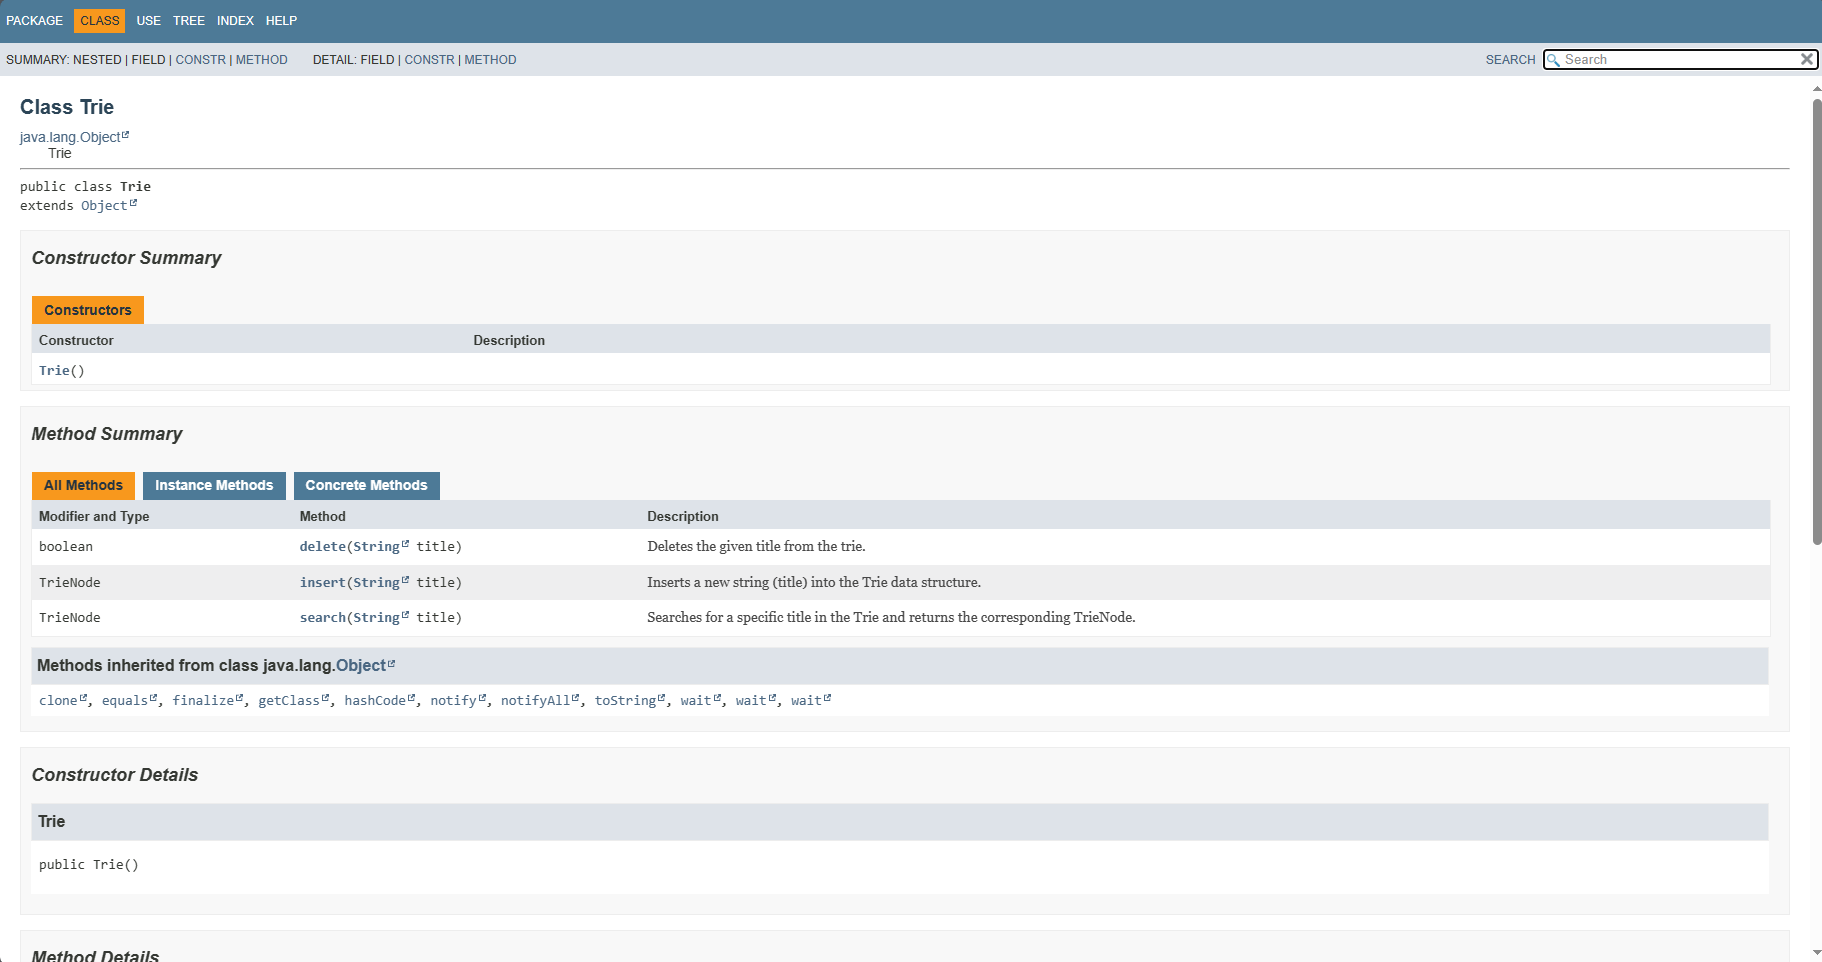 PACKAGE CLASS USE TREE INDEX HELP
SUMMARY: NESTED | FIELD | CONSTR | METHOD DETAIL: FIELD | CONSTR | METHOD SEARCH Search
Class Trie
java.lang.Object
Trie
public class Trie
extends Object
Constructor Summary
Constructors
Constructor Description
Trie()
Method Summary
All Methods Instance Methods Concrete Methods
Modifier and Type Method Description
boolean delete(String title) Deletes the given title from the trie.
TrieNode insert(String title) Inserts a new string (title) into the Trie data structure.
TrieNode search(String title) Searches for a specific title in the Trie and returns the corresponding TrieNode.
Methods inherited from class java.lang.Object
clone, equals, finalize, getClass, hashCode, notify, notifyAll, toString, wait, wait, wait
Constructor Details
Trie
public Trie()
Method Details